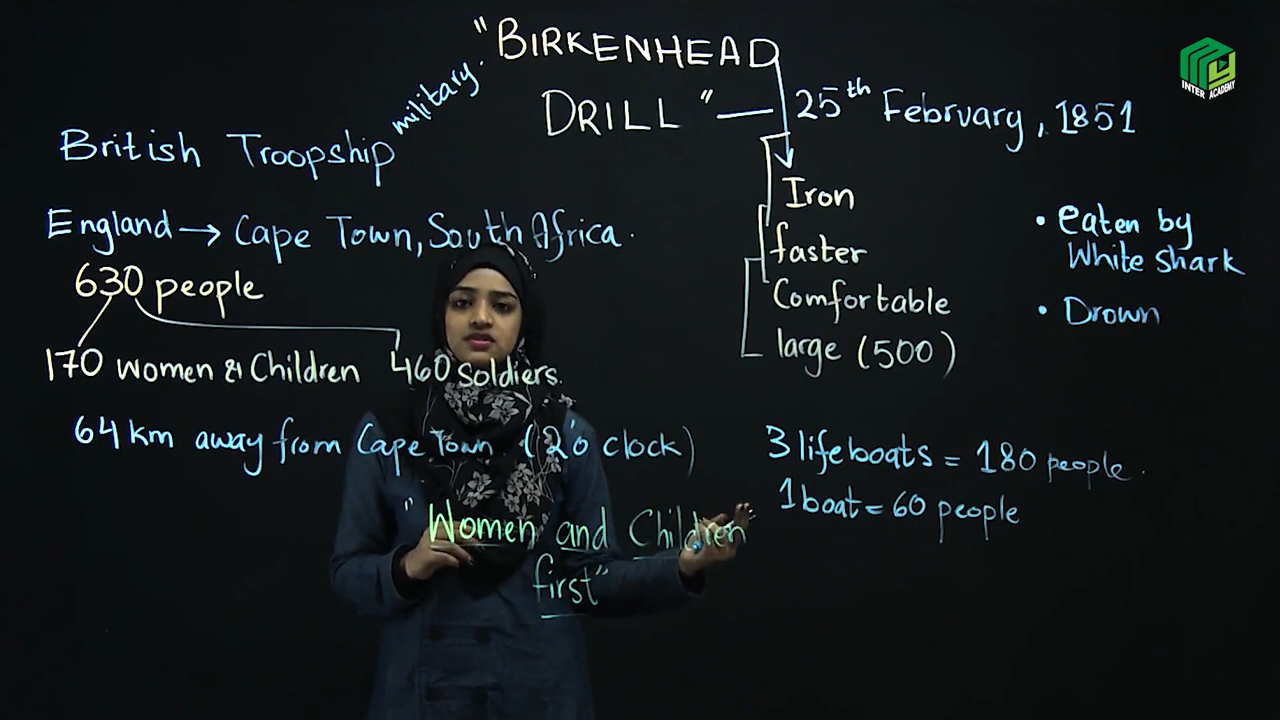 "BIRKENHEAD
DRILL" — 25th February, 1851
military.
British Troopship
England → Cape Town, South Africa.
630 people
170 women & Children
460 Soldiers.
64 km away from Cape Town. (2 o'clock)
"Women and Children
first"
Iron
faster
Comfortable
large (500)
• eaten by
White shark
• Drown
3 lifeboats = 180 people.
1 boat = 60 people
MY
INTER ACADEMY